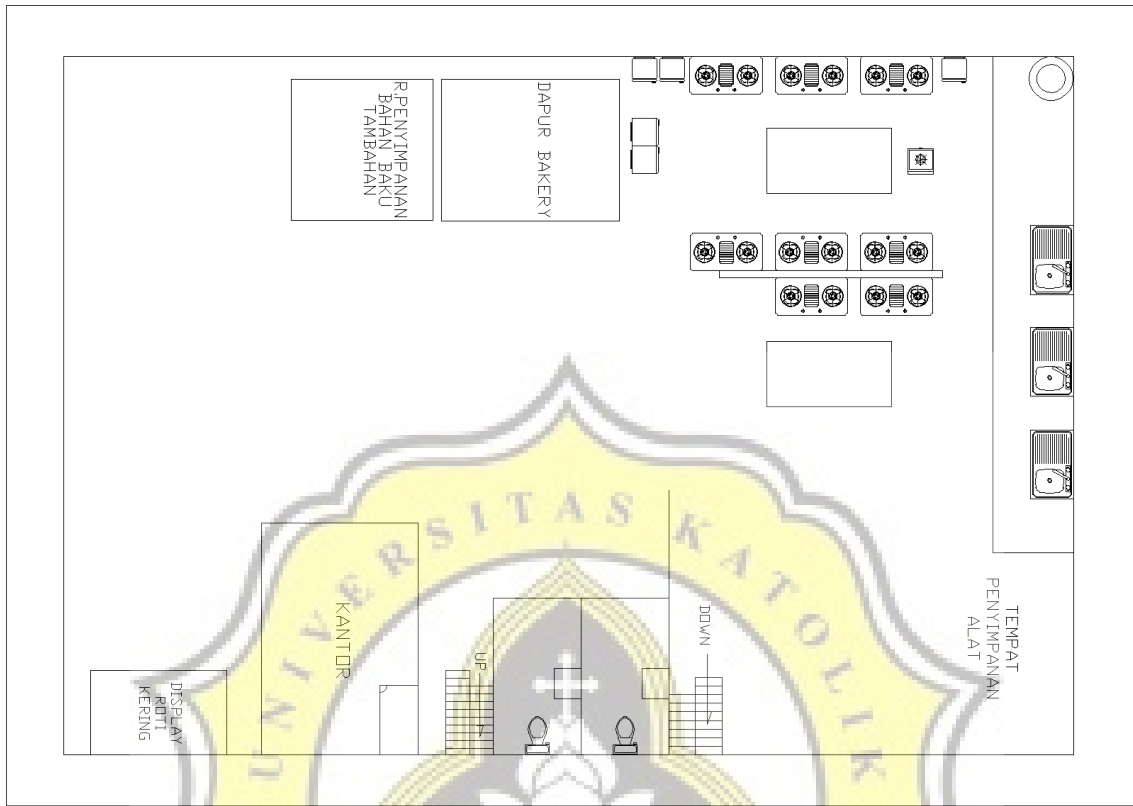 R.PENYIMPANAN
BAHAN BAKU
TAMBAHAN
DAPUR BAKERY
UNIVERSITAS KATOLIK
KANTOR
UP
DOWN
TEMPAT
PENYIMPANAN
ALAT
DISPLAY
ROTI
KERING